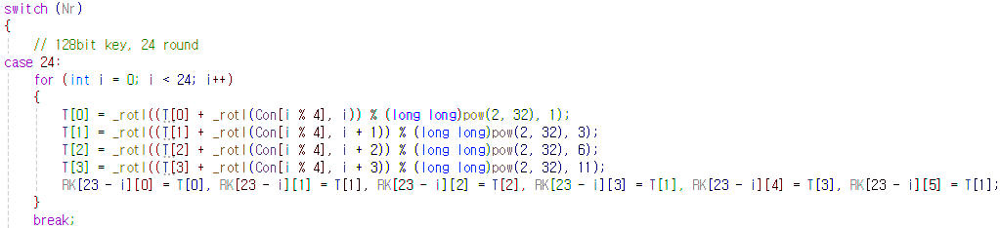 switch (Nr)
{
// 128bit key, 24 round
case 24:
for (int i = 0; i < 24; i++)
{
T[0] = _rotl((T[0] + _rotl(Con[i % 4], i)) % (long long)pow(2, 32), 1);
T[1] = _rotl((T[1] + _rotl(Con[i % 4], i + 1)) % (long long)pow(2, 32), 3);
T[2] = _rotl((T[2] + _rotl(Con[i % 4], i + 2)) % (long long)pow(2, 32), 6);
T[3] = _rotl((T[3] + _rotl(Con[i % 4], i + 3)) % (long long)pow(2, 32), 11);
RK[23 - i][0] = T[0], RK[23 - i][1] = T[1], RK[23 - i][2] = T[2], RK[23 - i][3] = T[1], RK[23 - i][4] = T[3], RK[23 - i][5] = T[1];
}
break;